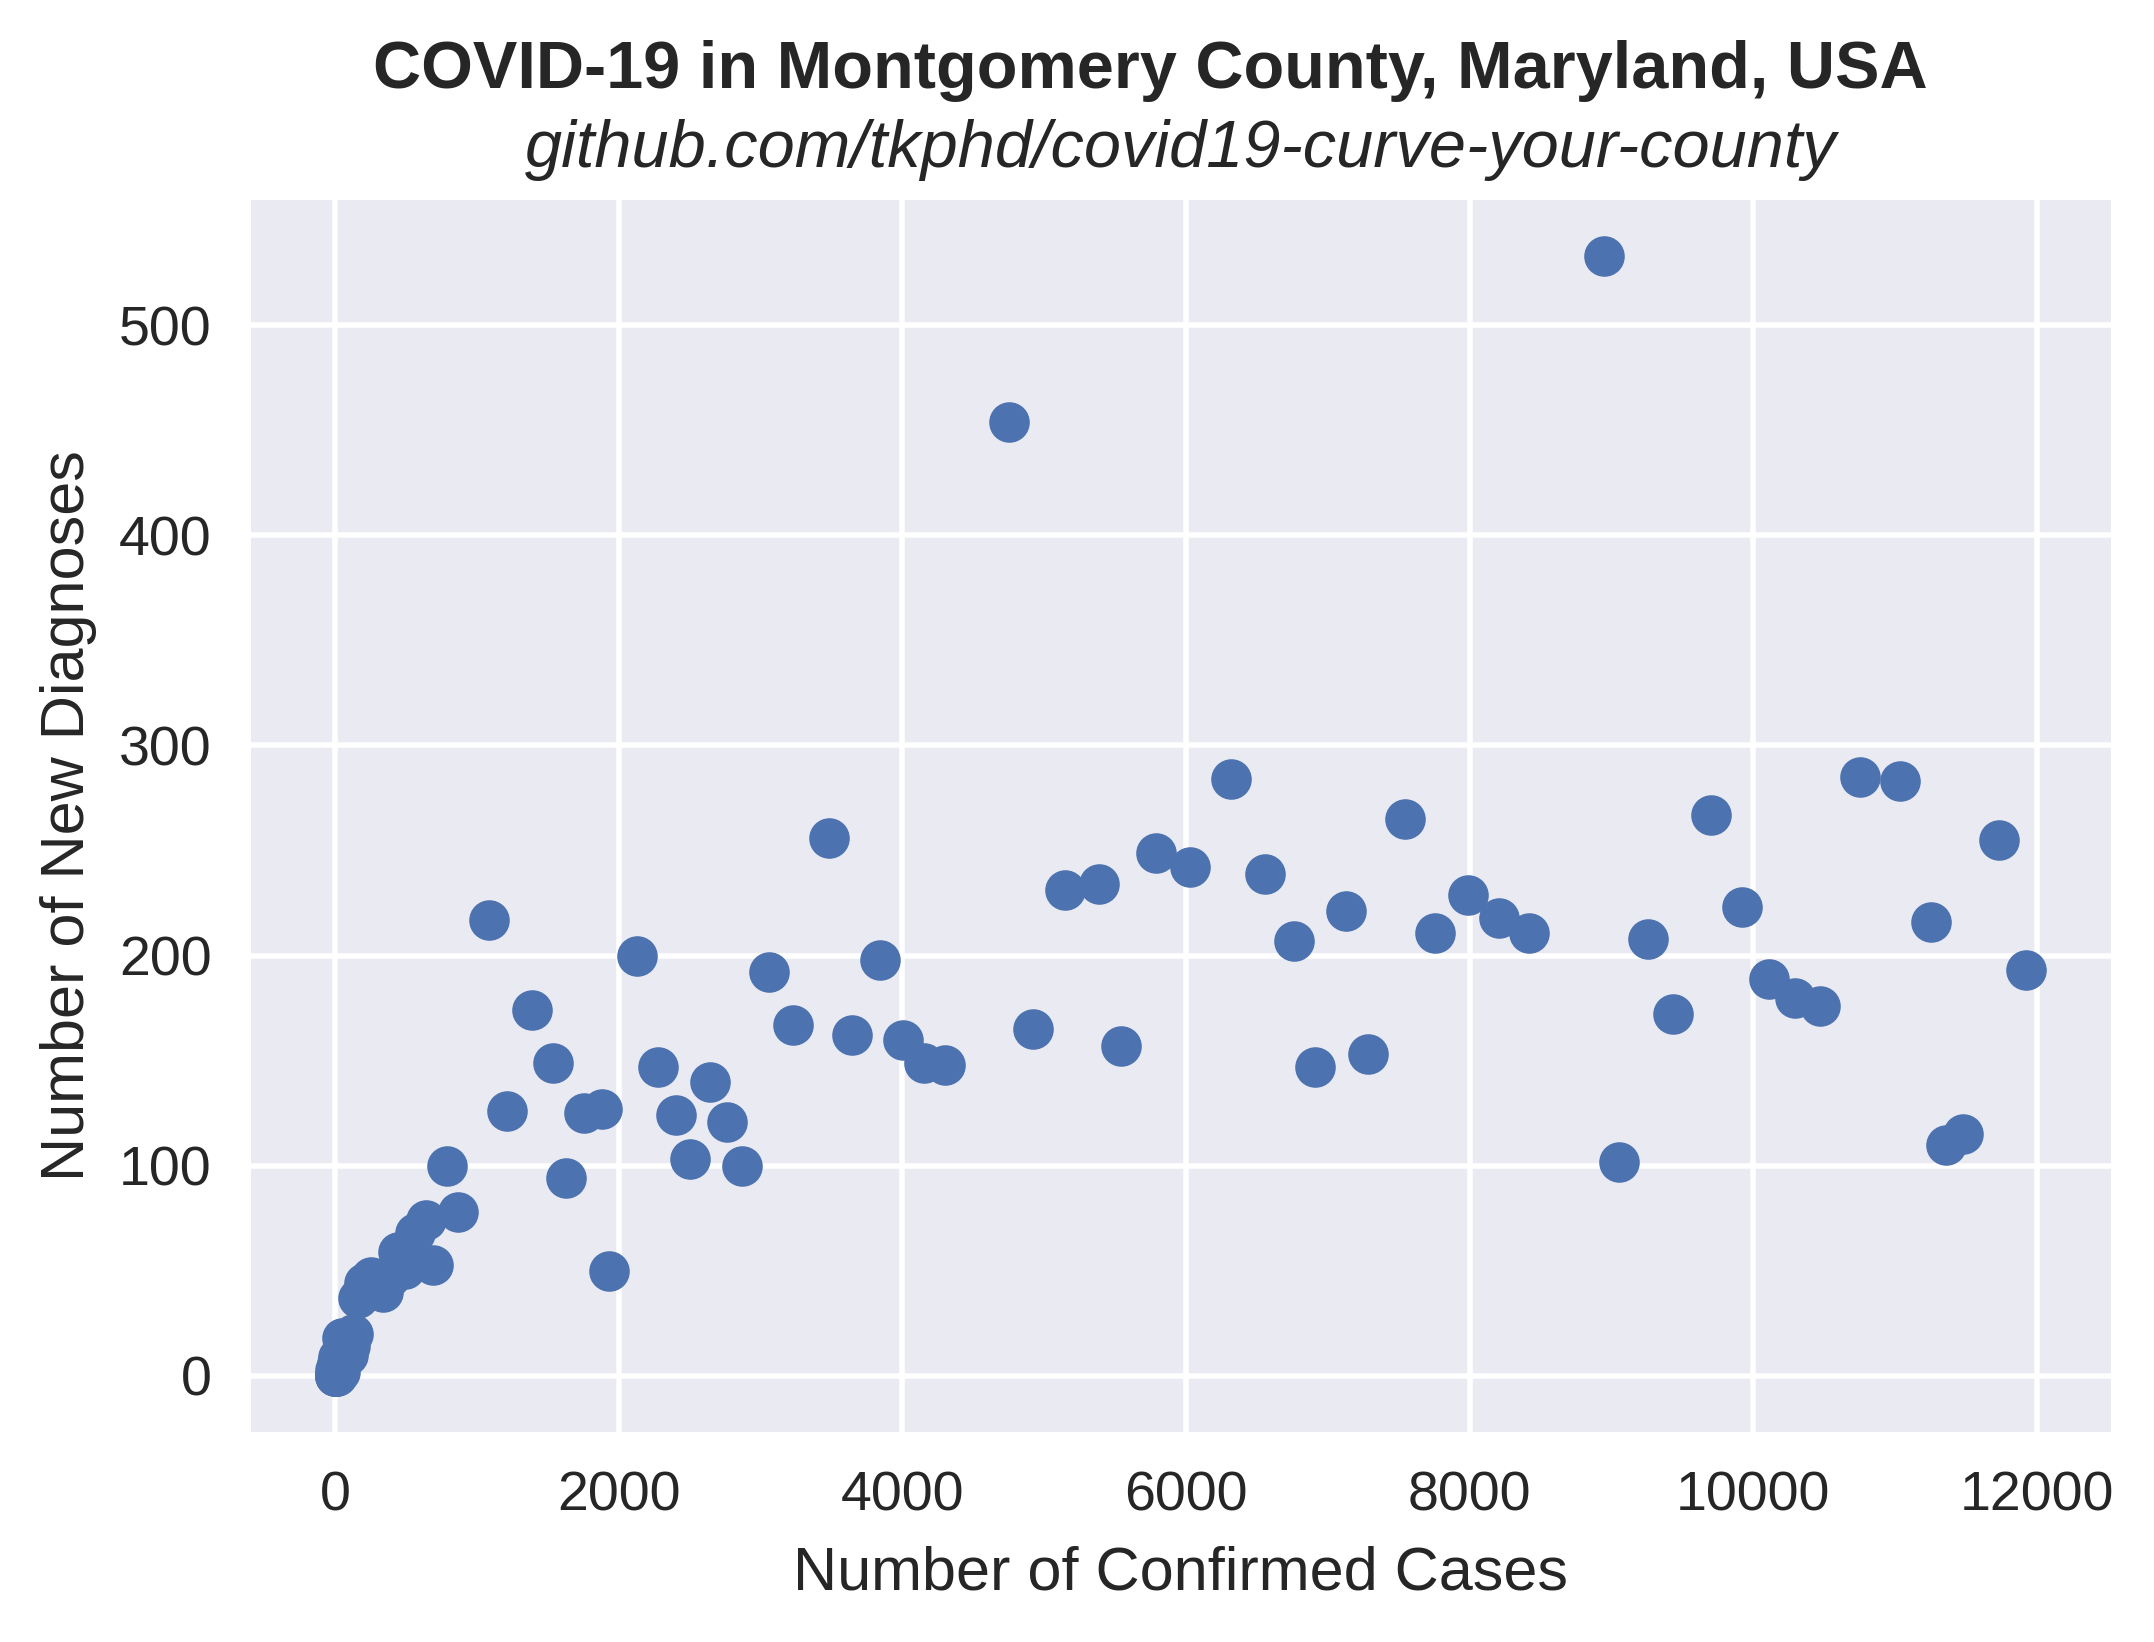 COVID-19 in Montgomery County, Maryland, USA
github.com/tkphd/covid19-curve-your-county
Number of New Diagnoses
500
400
300
200
100
0
0 2000 4000 6000 8000 10000 12000
Number of Confirmed Cases